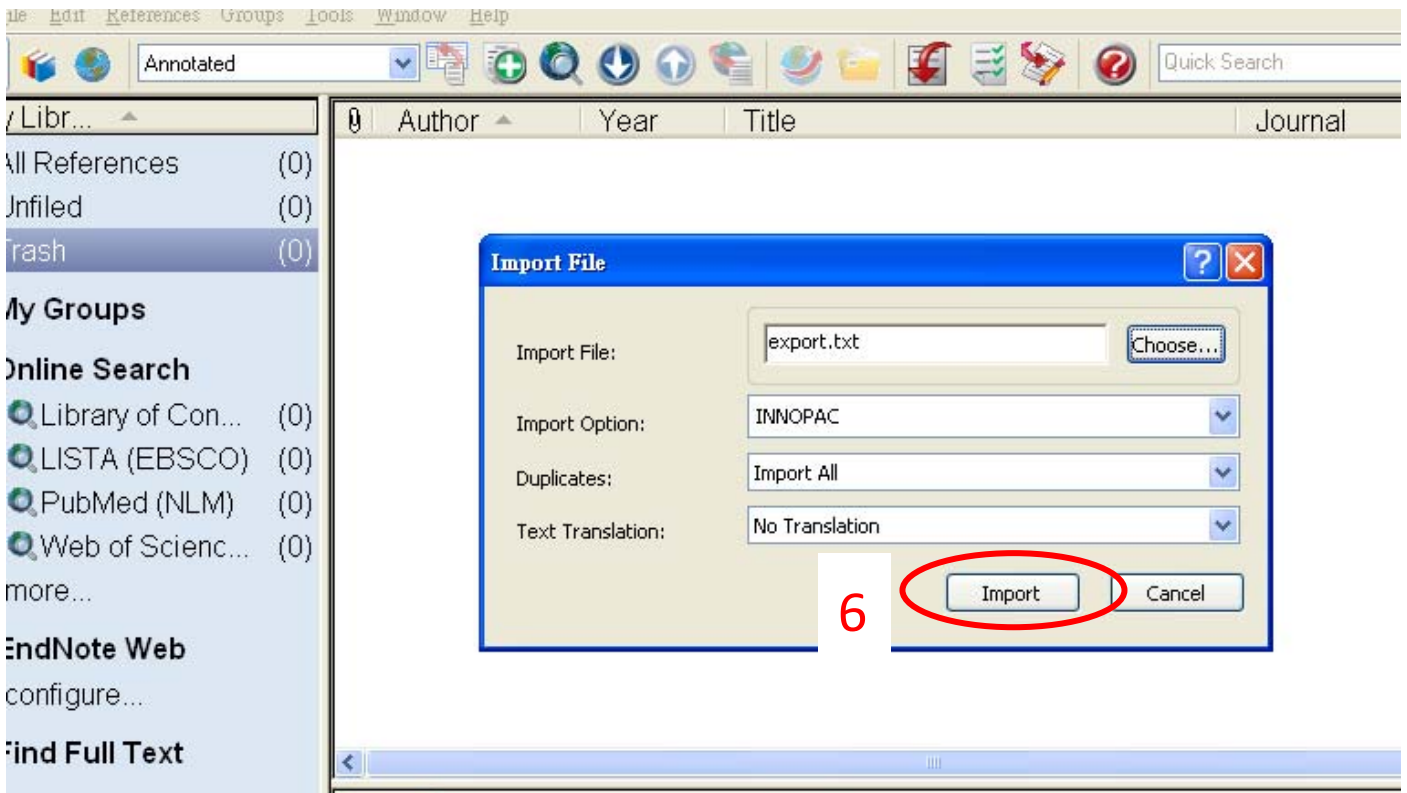 ile Edit References Groups Tools Window Help
Annotated
Quick Search
y Libr...
Author Year Title Journal
All References (0)
Unfiled (0)
Trash (0)
My Groups
Online Search
Library of Con... (0)
LISTA (EBSCO) (0)
PubMed (NLM) (0)
Web of Scienc... (0)
more...
EndNote Web
configure...
Find Full Text
Import File
Import File: export.txt Choose...
Import Option: INNOPAC
Duplicates: Import All
Text Translation: No Translation
6 Import Cancel